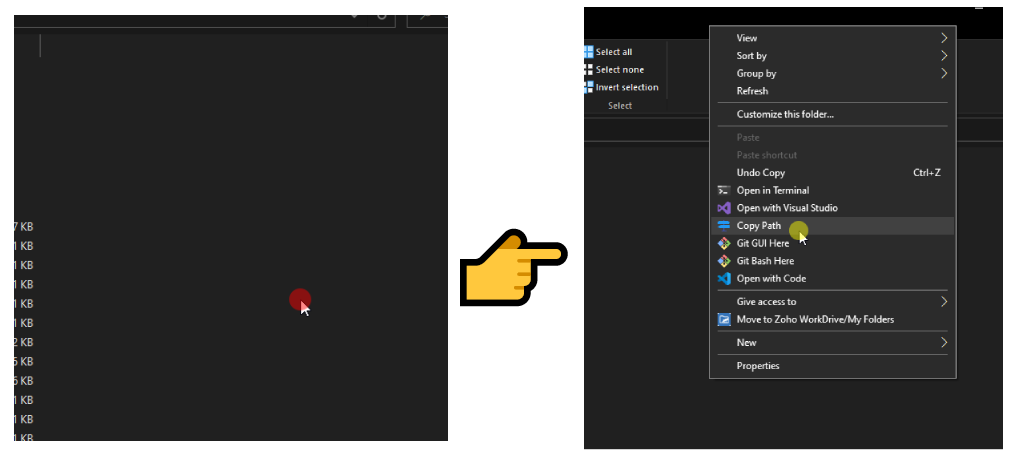 7 KB
1 KB
1 KB
1 KB
1 KB
1 KB
2 KB
5 KB
6 KB
1 KB
1 KB
1 KB
Select all
Select none
Invert selection
Select
View
Sort by
Group by
Refresh
Customize this folder...
Paste
Paste shortcut
Undo Copy Ctrl+Z
Open in Terminal
Open with Visual Studio
Copy Path
Git GUI Here
Git Bash Here
Open with Code
Give access to
Move to Zoho WorkDrive/My Folders
New
Properties